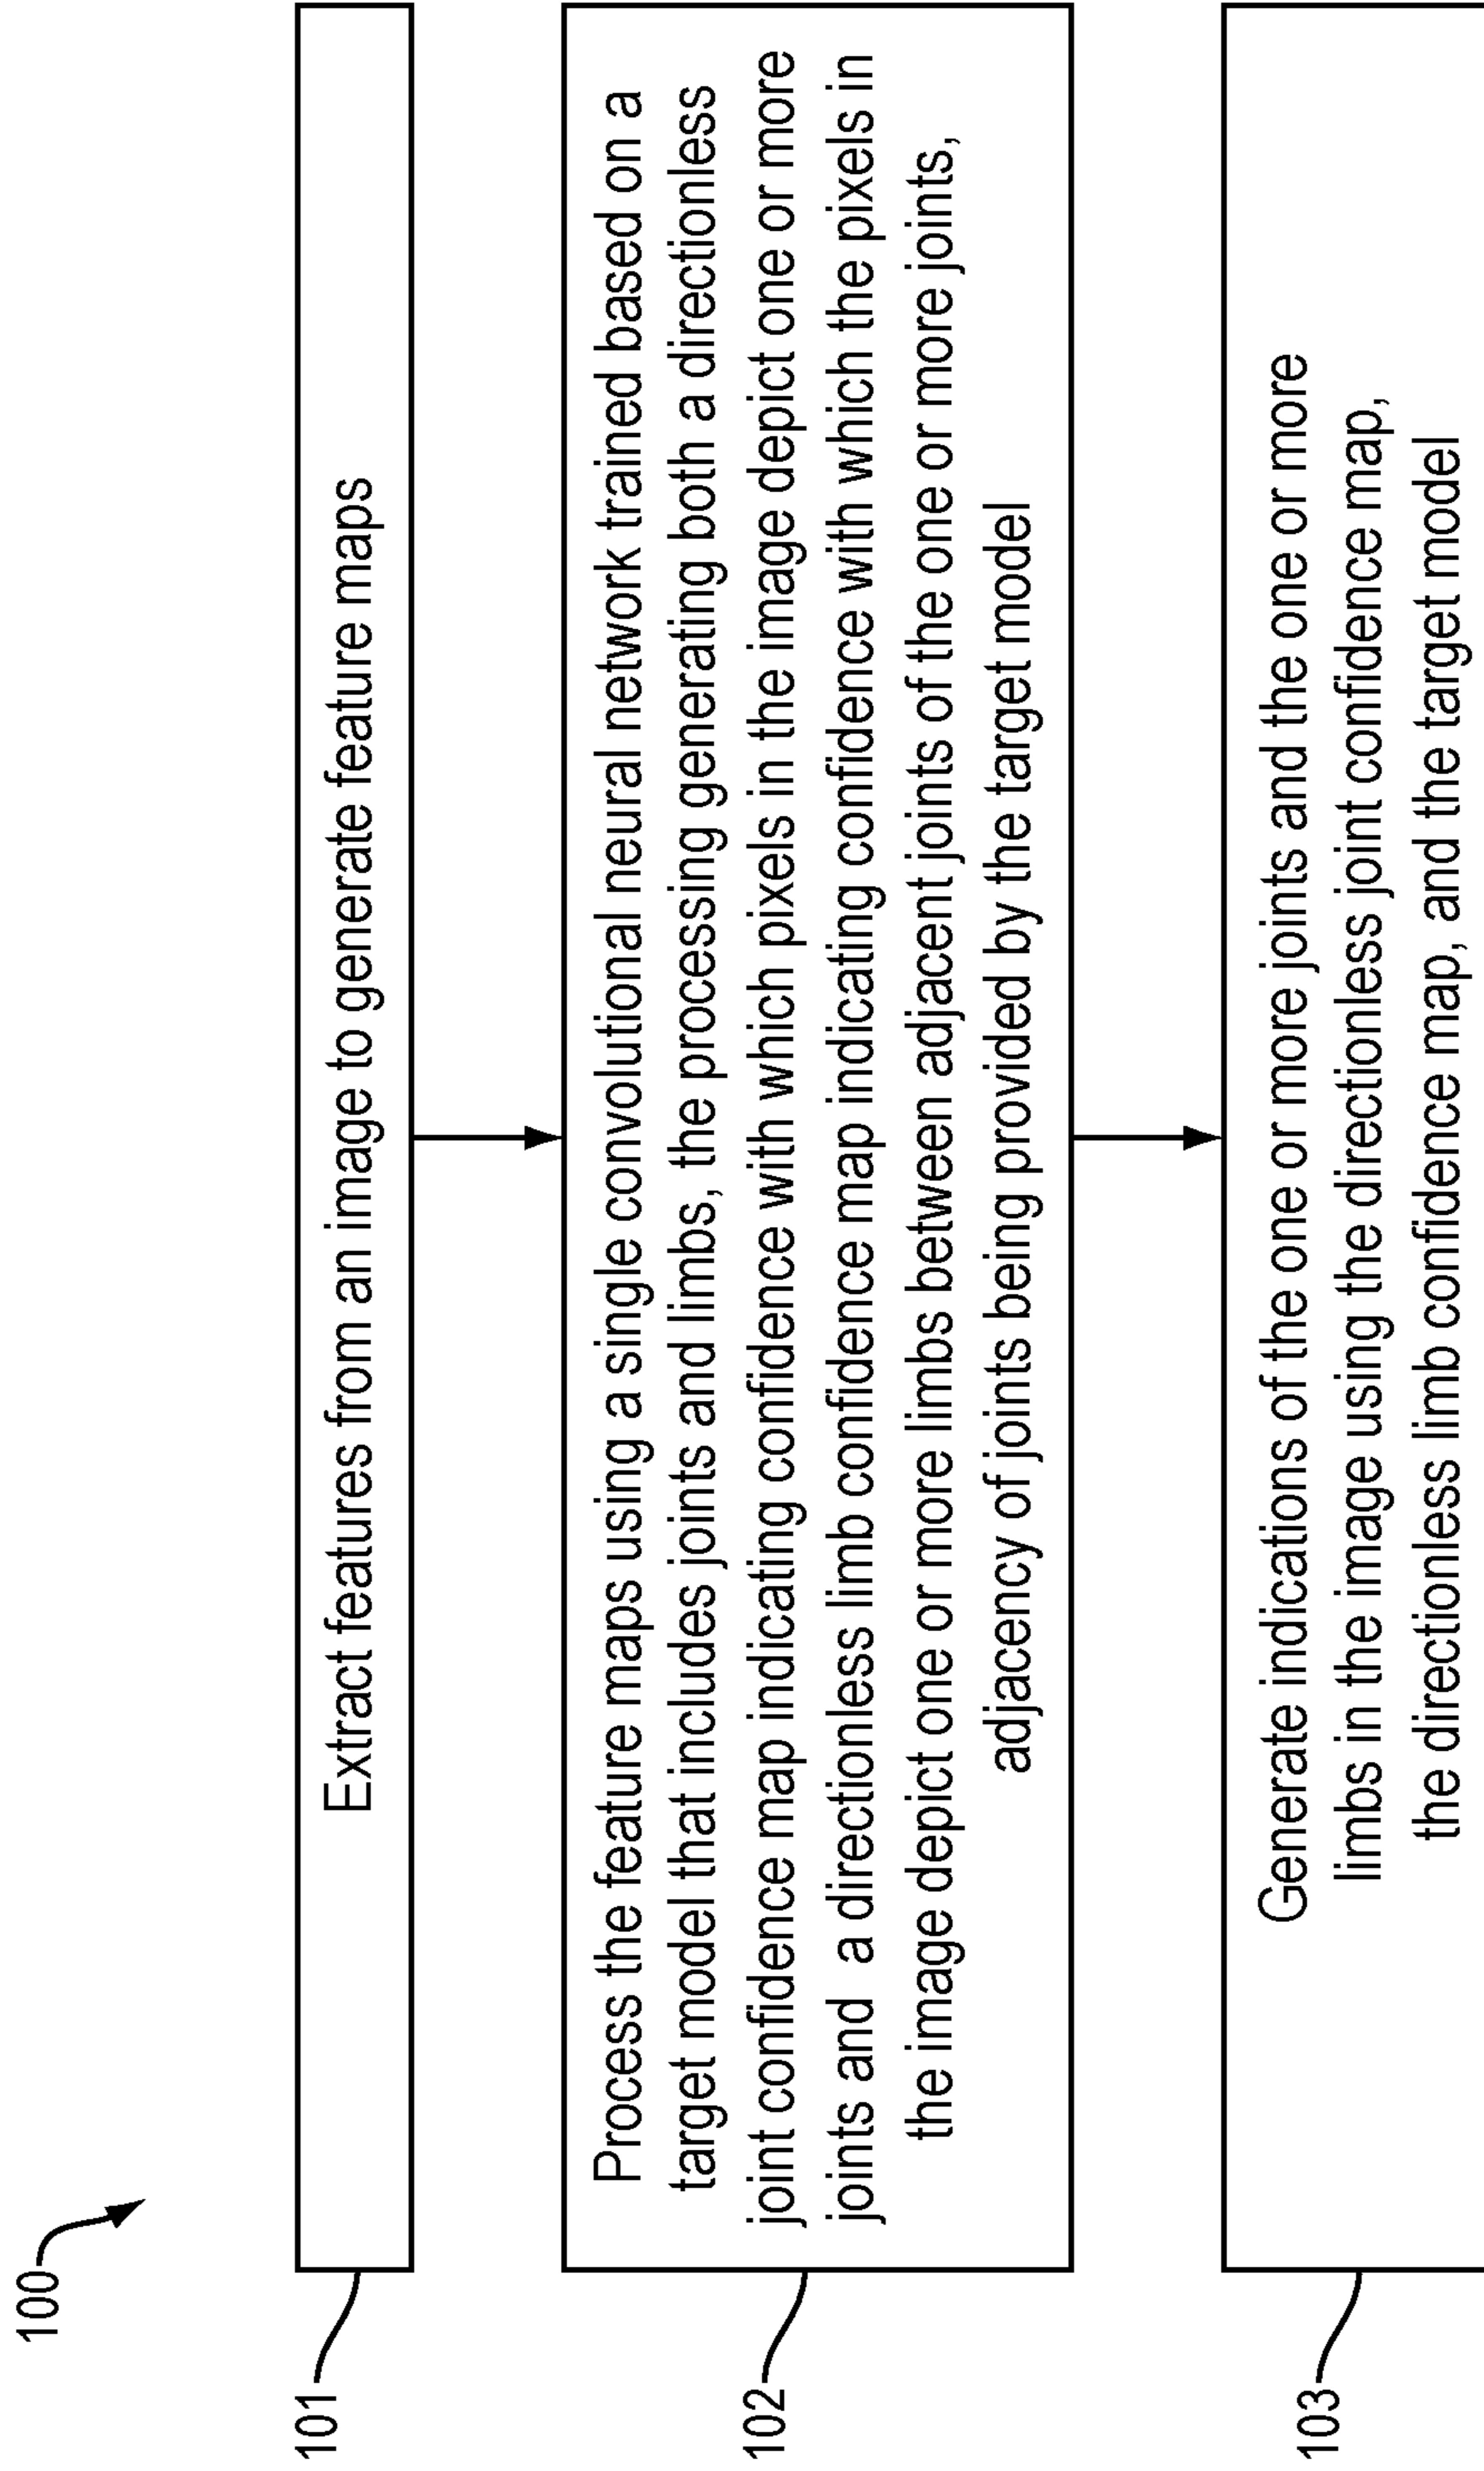 100
101
Extract features from an image to generate feature maps
102
Process the feature maps using a single convolutional neural network trained based on a
target model that includes joints and limbs, the processing generating both a directionless
joint confidence map indicating confidence with which pixels in the image depict one or more
joints and a directionless limb confidence map indicating confidence with which the pixels in
the image depict one or more limbs between adjacent joints of the one or more joints,
adjacency of joints being provided by the target model
103
Generate indications of the one or more joints and the one or more
limbs in the image using the directionless joint confidence map,
the directionless limb confidence map, and the target model